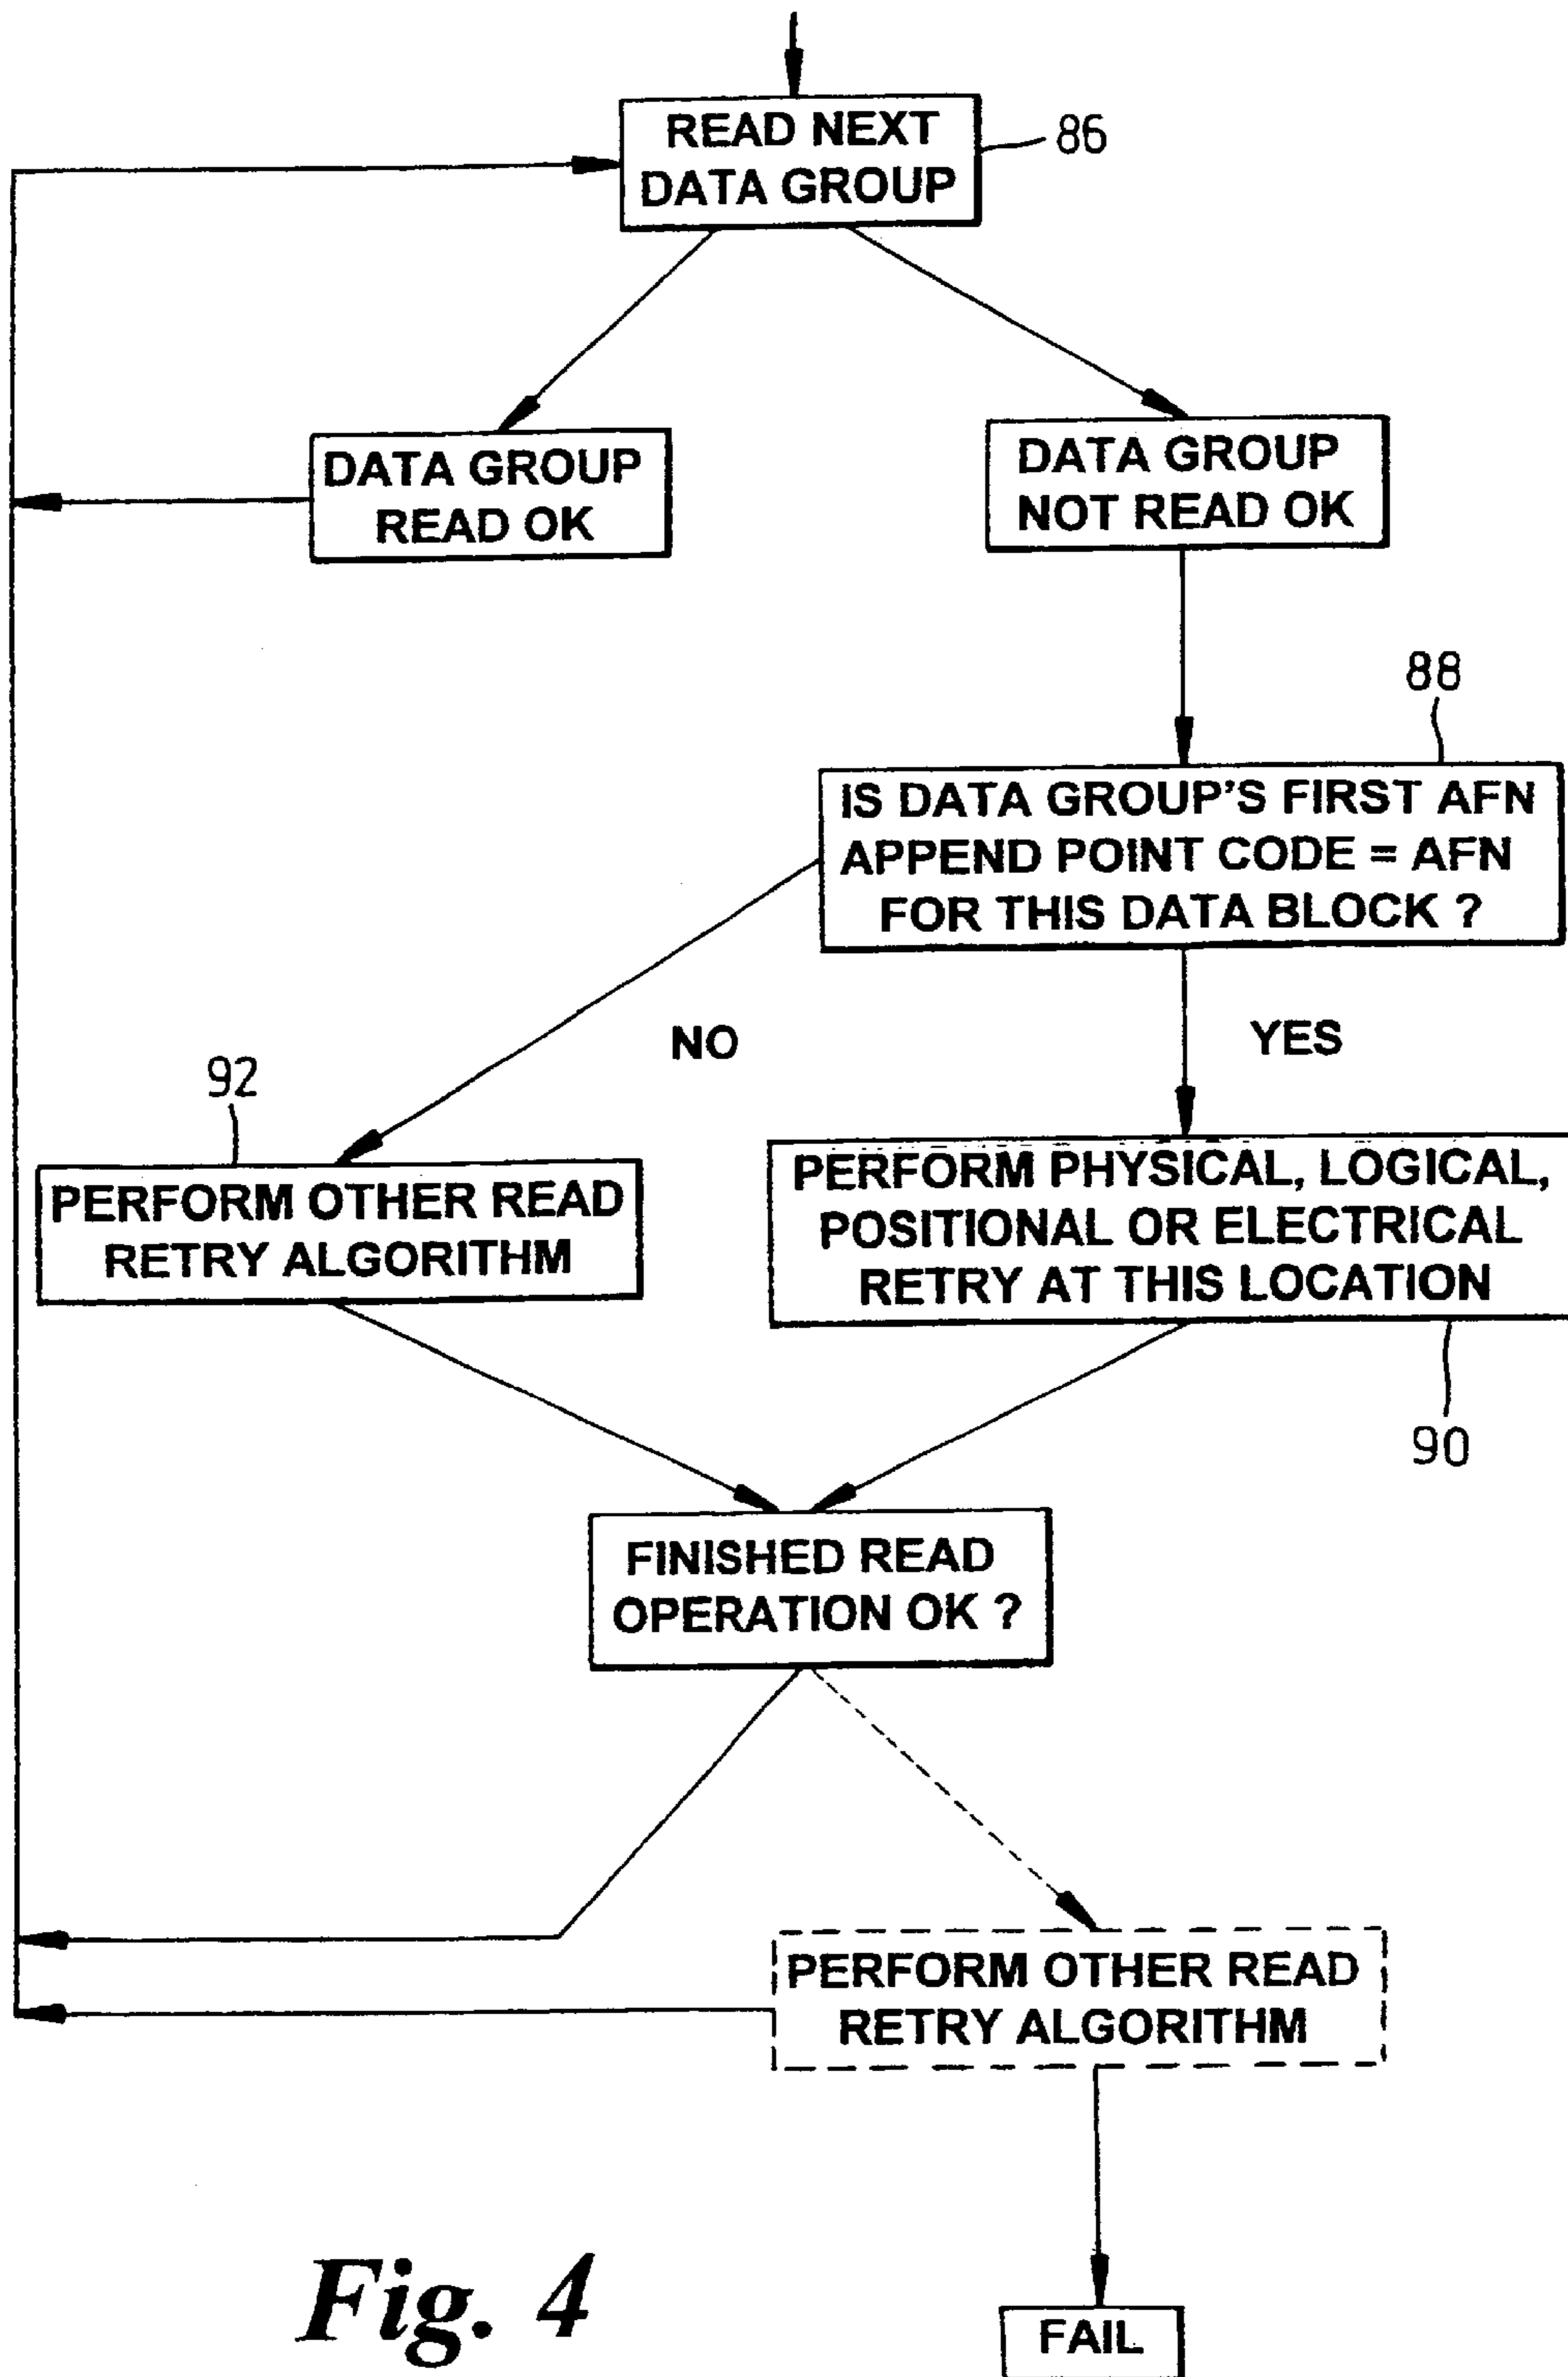 READ NEXT
DATA GROUP
86
DATA GROUP
READ OK
DATA GROUP
NOT READ OK
88
IS DATA GROUP'S FIRST AFN
APPEND POINT CODE = AFN
FOR THIS DATA BLOCK ?
NO
YES
92
PERFORM OTHER READ
RETRY ALGORITHM
PERFORM PHYSICAL, LOGICAL,
POSITIONAL OR ELECTRICAL
RETRY AT THIS LOCATION
90
FINISHED READ
OPERATION OK ?
PERFORM OTHER READ
RETRY ALGORITHM
FAIL
Fig. 4